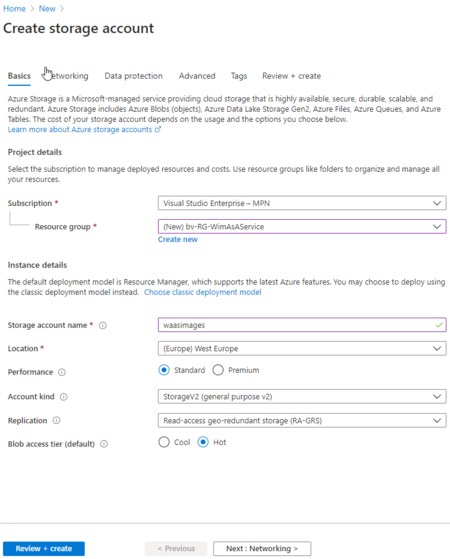 Home > New >
Create storage account
Basics Networking Data protection Advanced Tags Review + create
Azure Storage is a Microsoft-managed service providing cloud storage that is highly available, secure, durable, scalable, and
redundant. Azure Storage includes Azure Blobs (objects), Azure Data Lake Storage Gen2, Azure Files, Azure Queues, and Azure
Tables. The cost of your storage account depends on the usage and the options you choose below.
Learn more about Azure storage accounts
Project details
Select the subscription to manage deployed resources and costs. Use resource groups like folders to organize and manage all
your resources.
Subscription * Visual Studio Enterprise – MPN
Resource group * (New) bv-RG-WimAsAService
Create new
Instance details
The default deployment model is Resource Manager, which supports the latest Azure features. You may choose to deploy using
the classic deployment model instead. Choose classic deployment model
Storage account name * waasimages
Location * (Europe) West Europe
Performance Standard Premium
Account kind StorageV2 (general purpose v2)
Replication Read-access geo-redundant storage (RA-GRS)
Blob access tier (default) Cool Hot
Review + create < Previous Next : Networking >